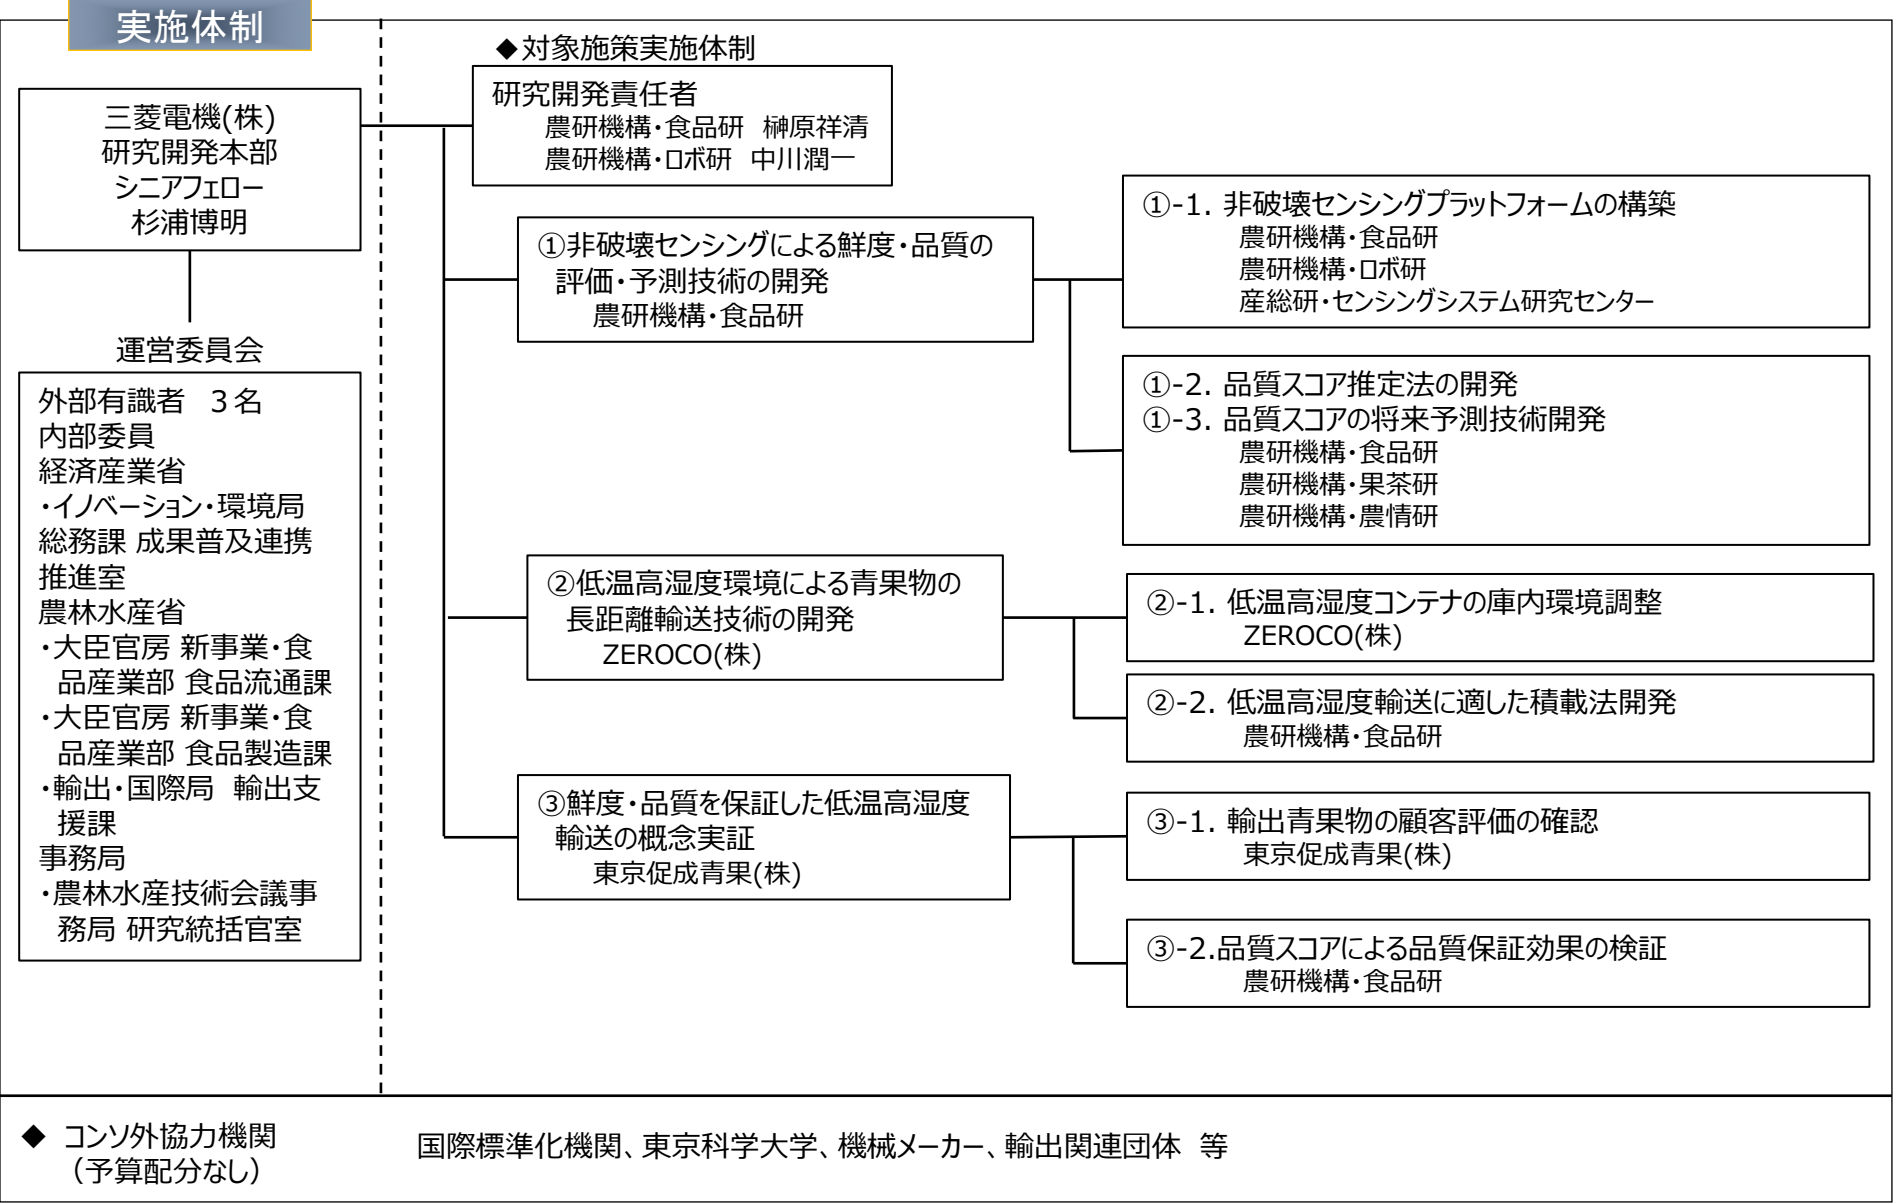 実施体制
三菱電機(株)
研究開発本部
シニアフェロー
杉浦博明
運営委員会
外部有識者　３名
内部委員
経済産業省
・イノベーション・環境局
総務課 成果普及連携
推進室
農林水産省
・大臣官房 新事業・食
品産業部 食品流通課
・大臣官房 新事業・食
品産業部 食品製造課
・輸出・国際局　輸出支
援課
事務局
・農林水産技術会議事
務局 研究統括官室
◆対象施策実施体制
研究開発責任者
農研機構・食品研　榊原祥清
農研機構・ロボ研　中川潤一
①非破壊センシングによる鮮度・品質の
評価・予測技術の開発
農研機構・食品研
①-1. 非破壊センシングプラットフォームの構築
農研機構・食品研
農研機構・ロボ研
産総研・センシングシステム研究センター
①-2. 品質スコア推定法の開発
①-3. 品質スコアの将来予測技術開発
農研機構・食品研
農研機構・果茶研
農研機構・農情研
②低温高湿度環境による青果物の
長距離輸送技術の開発
ZEROCO(株)
②-1. 低温高湿度コンテナの庫内環境調整
ZEROCO(株)
②-2. 低温高湿度輸送に適した積載法開発
農研機構・食品研
③鮮度・品質を保証した低温高湿度
輸送の概念実証
東京促成青果(株)
③-1. 輸出青果物の顧客評価の確認
東京促成青果(株)
③-2.品質スコアによる品質保証効果の検証
農研機構・食品研
◆ コンソ外協力機関
（予算配分なし）
国際標準化機関、東京科学大学、機械メーカー、輸出関連団体　等